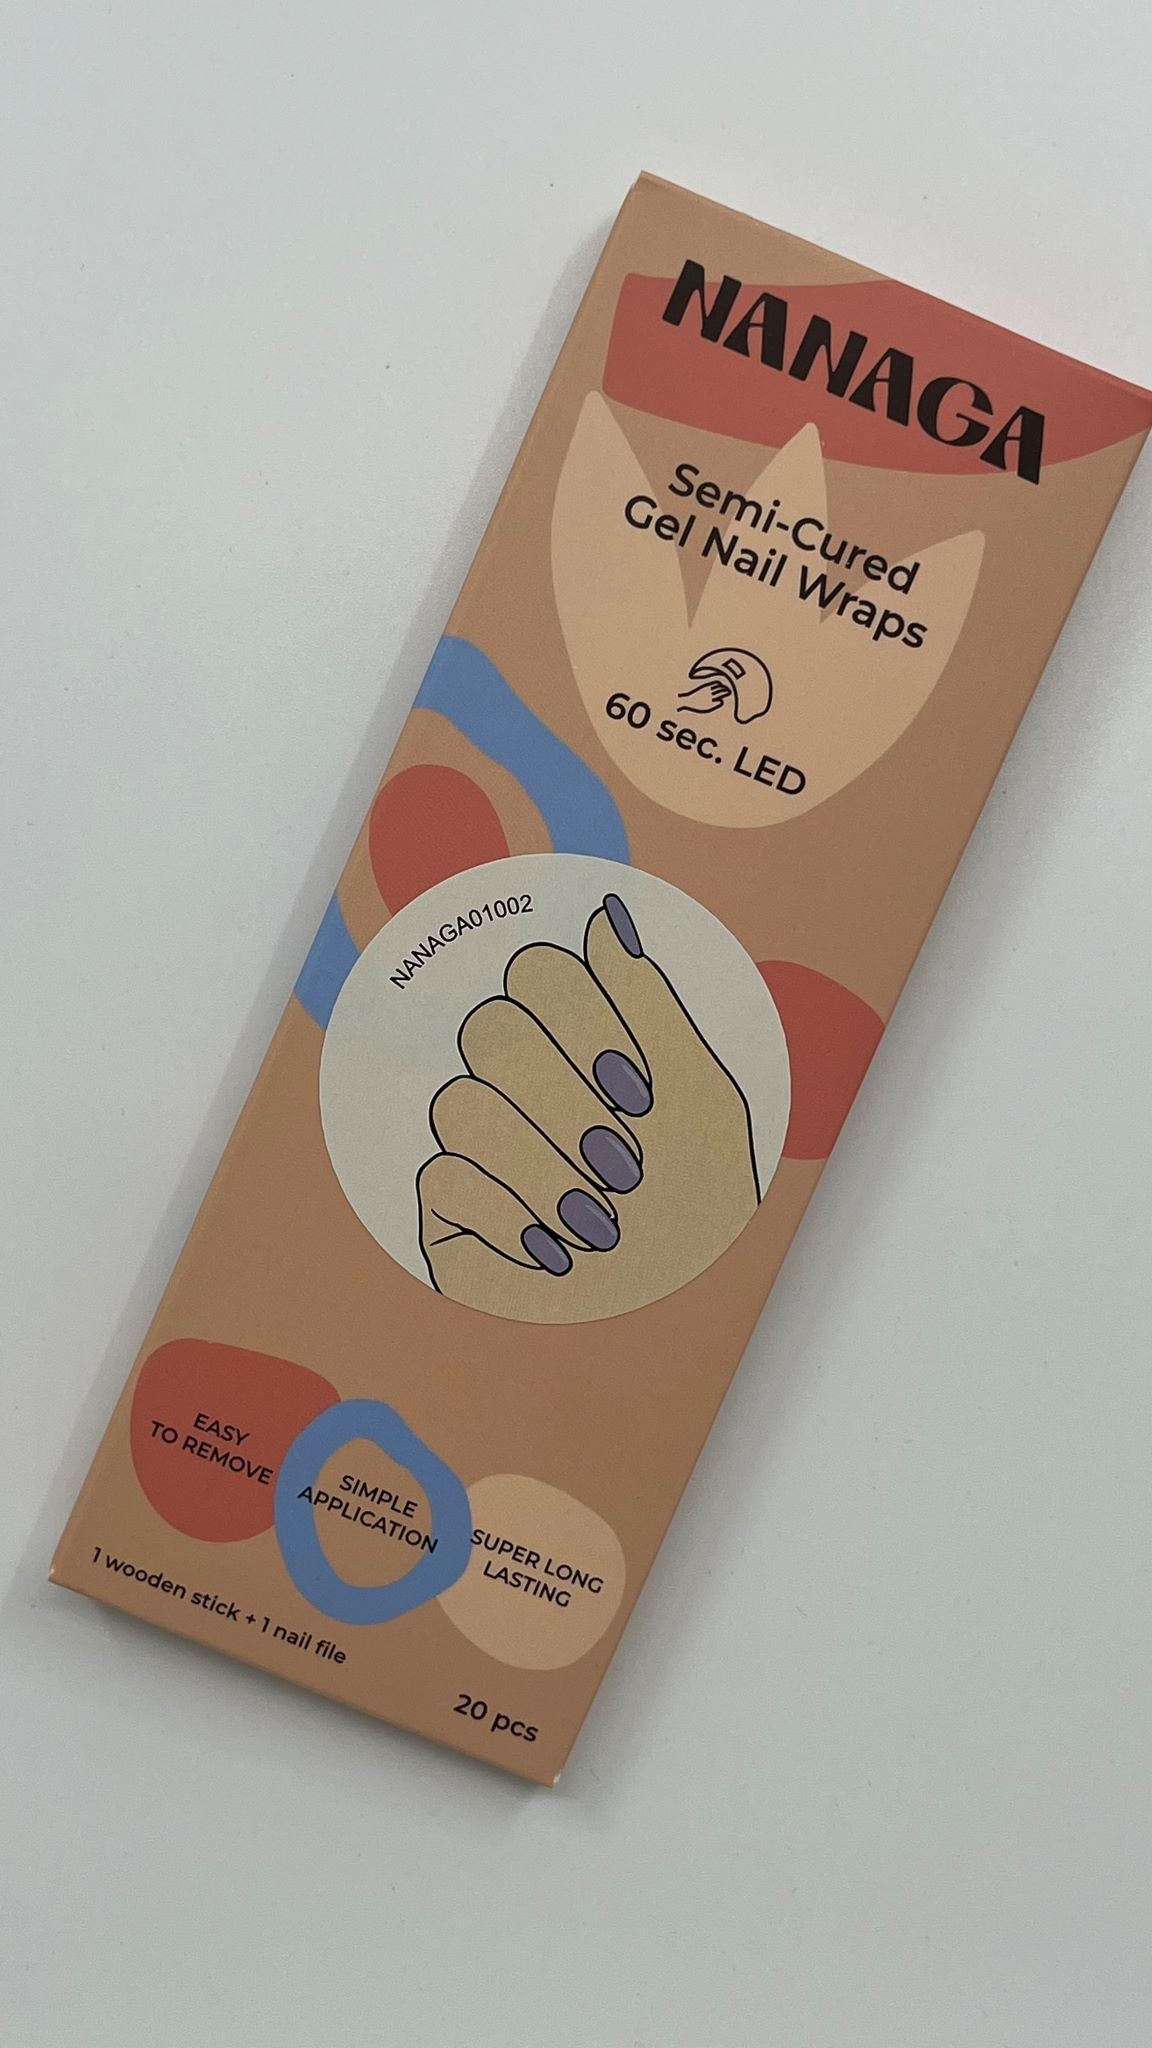 NANAGA
Semi-Cured
Gel Nail Wraps
60 sec. LED
NANAGA01002
EASY
TO REMOVE
SIMPLE
APPLICATION
SUPER LONG
LASTING
1 wooden stick + 1 nail file
20 pcs